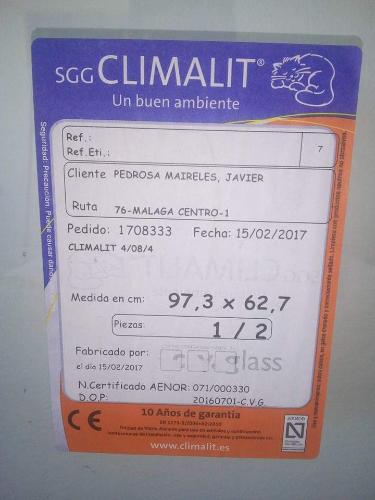 SGG CLIMALIT®
Un buen ambiente
Ref.:
Ref.Eti.:
7
Cliente PEDROSA MAIRELES, JAVIER
Ruta 76-MALAGA CENTRO-1
Pedido: 1708333 Fecha: 15/02/2017
CLIMALIT 4/08/4
Medida en cm: 97,3 x 62,7
Piezas: 1 / 2
Fabricado por:
c.v.glass
el día 15/02/2017
N.Certificado AENOR: 071/000330
D.O.P: 20160701-C.V.G.
CE
10 Años de garantía
www.climalit.es
AENOR
N
Seguridad: Precaución. Puede causar daño